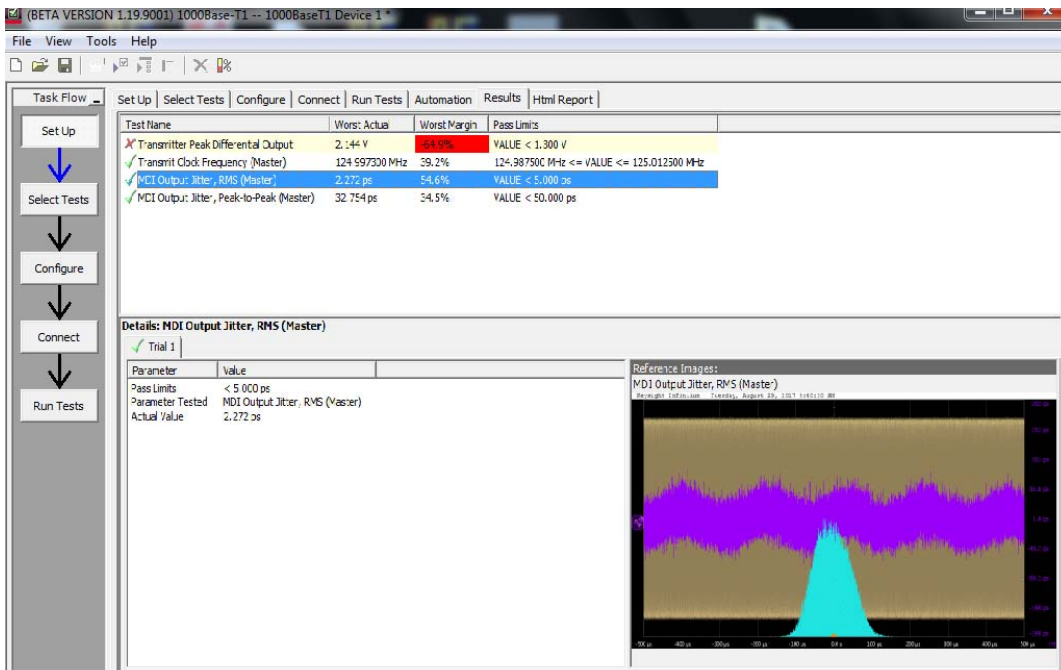 (BETA VERSION 1.19.9001) 1000Base-T1 -- 1000BaseT1 Device 1 *
File View Tools Help
Task Flow
Set Up
Select Tests
Configure
Connect
Run Tests
Set Up Select Tests Configure Connect Run Tests Automation Results Html Report
Test Name Worst Actual Worst Margin Pass Limits
Transmitter Peak Differental Output 2.144 V -64.9% VALUE < 1.300 V
Transmit Clock Frequency (Master) 124.997300 MHz 39.2% 124.987500 MHz <= VALUE <= 125.012500 MHz
MDI Output Jitter, RMS (Master) 2.272 ps 54.6% VALUE < 5.000 ps
MDI Output Jitter, Peak-to-Peak (Master) 32.754 ps 34.5% VALUE < 50.000 ps
Details: MDI Output Jitter, RMS (Master)
Trial 1
Parameter Value
Pass Limits < 5.000 ps
Parameter Tested MDI Output Jitter, RMS (Master)
Actual Value 2.272 ps
Reference Images:
MDI Output Jitter, RMS (Master)
Keysight Infiniium Tuesday, August 29, 2017